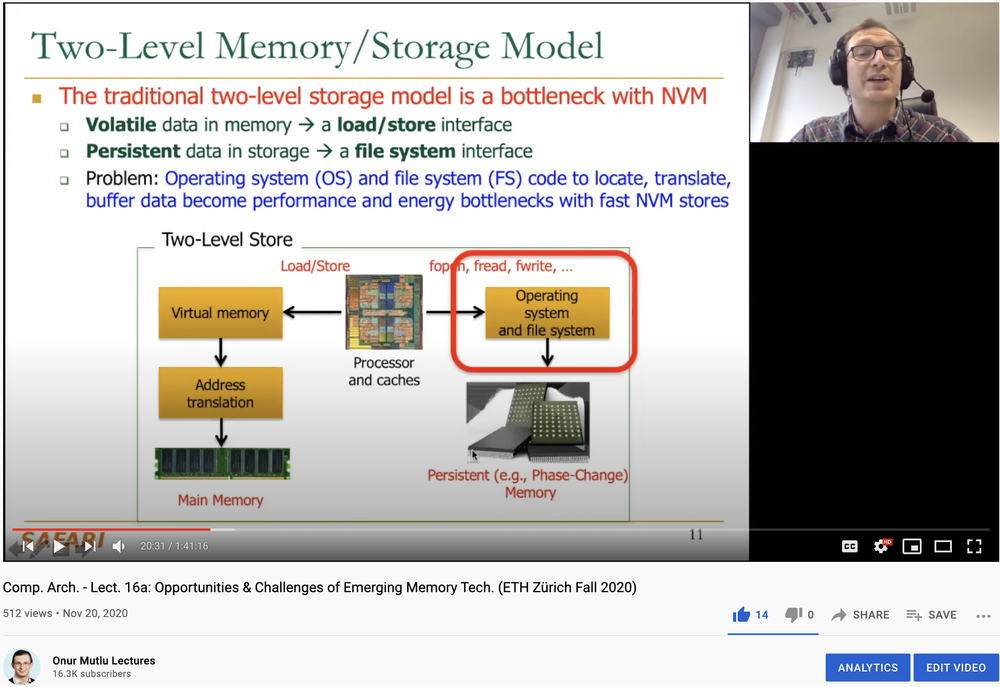 Two-Level Memory/Storage Model
The traditional two-level storage model is a bottleneck with NVM
Volatile data in memory → a load/store interface
Persistent data in storage → a file system interface
Problem: Operating system (OS) and file system (FS) code to locate, translate,
buffer data become performance and energy bottlenecks with fast NVM stores
Two-Level Store
Load/Store
fopen, fread, fwrite, ...
Virtual memory
Operating
system
and file system
Processor
and caches
Address
translation
Persistent (e.g., Phase-Change)
Memory
Main Memory
SAFARI
11
20:31 / 1:41:16
CC
HD
Comp. Arch. - Lect. 16a: Opportunities & Challenges of Emerging Memory Tech. (ETH Zürich Fall 2020)
512 views • Nov 20, 2020
14
0
SHARE
SAVE
Onur Mutlu Lectures
16.3K subscribers
ANALYTICS
EDIT VIDEO